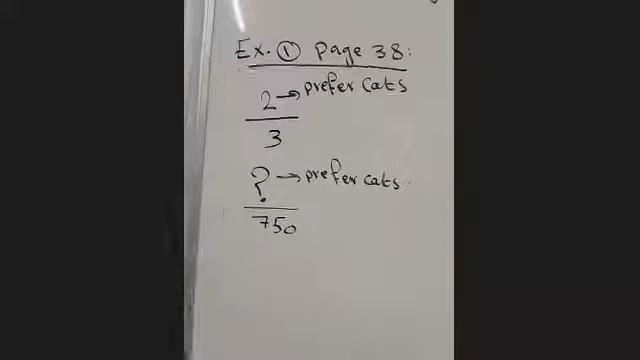 Ex. ① Page 38:
2 → prefer cats
3
? → prefer cats
750